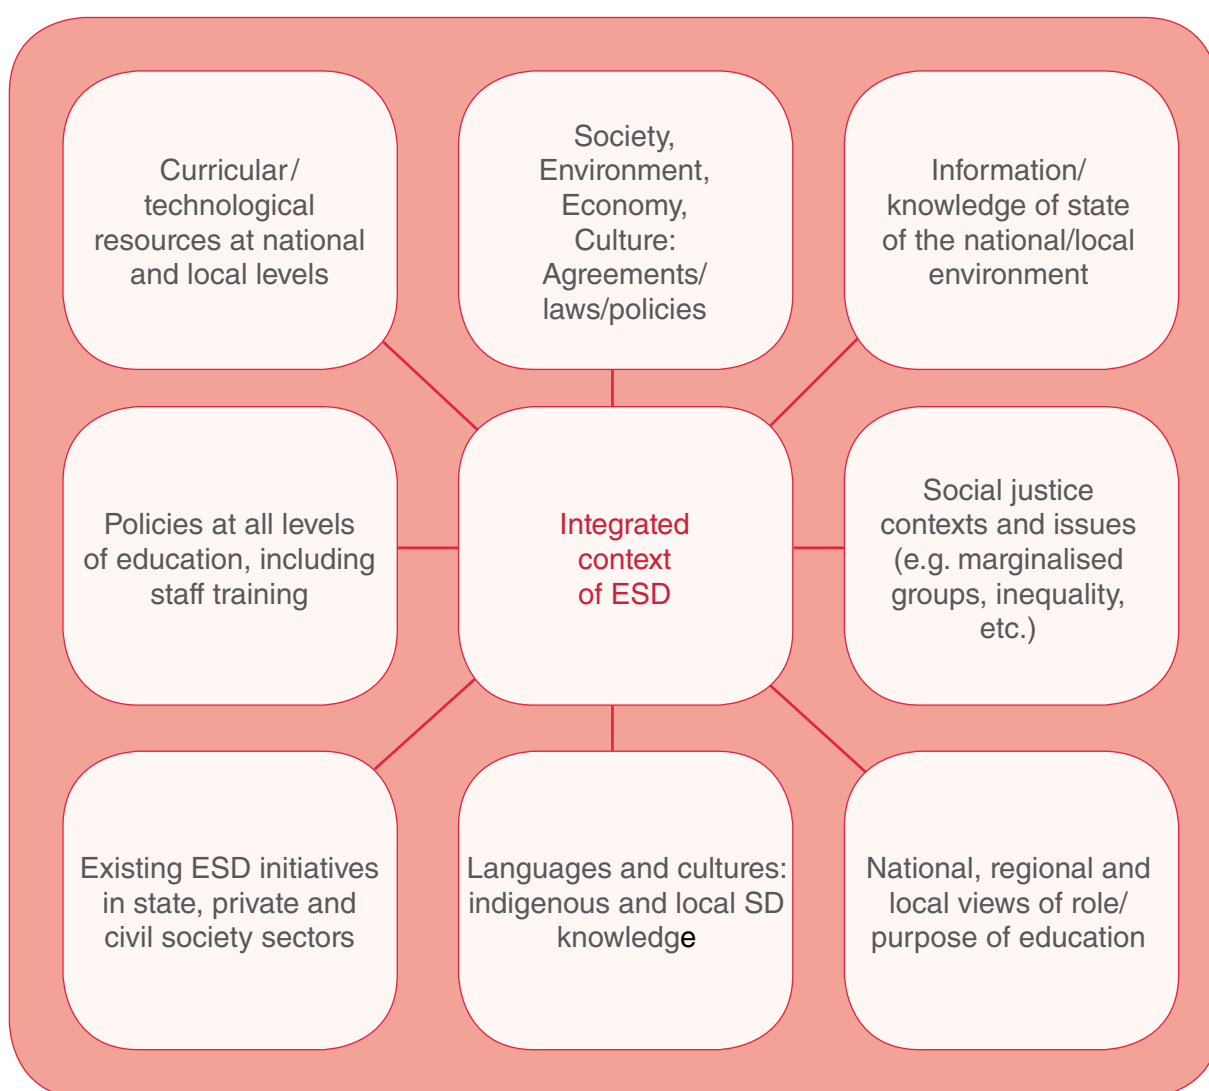 Curricular/
technological
resources at national
and local levels
Society,
Environment,
Economy,
Culture:
Agreements/
laws/policies
Information/
knowledge of state
of the national/local
environment
Policies at all levels
of education, including
staff training
Integrated
context
of ESD
Social justice
contexts and issues
(e.g. marginalised
groups, inequality,
etc.)
Existing ESD initiatives
in state, private and
civil society sectors
Languages and cultures:
indigenous and local SD
knowledge
National, regional and
local views of role/
purpose of education